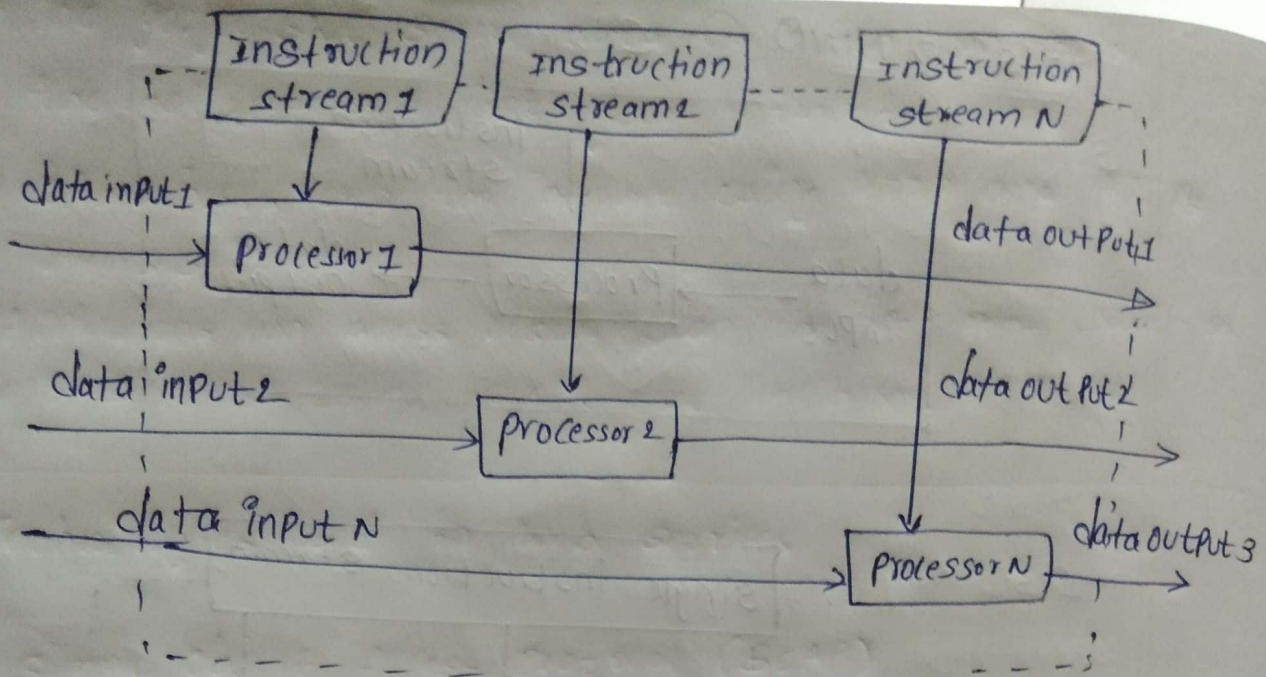 Instruction
stream 1
Instruction
stream 2
Instruction
stream N
data input 1
Processor 1
data output 1
data input 2
Processor 2
data output 2
data input N
Processor N
data output 3